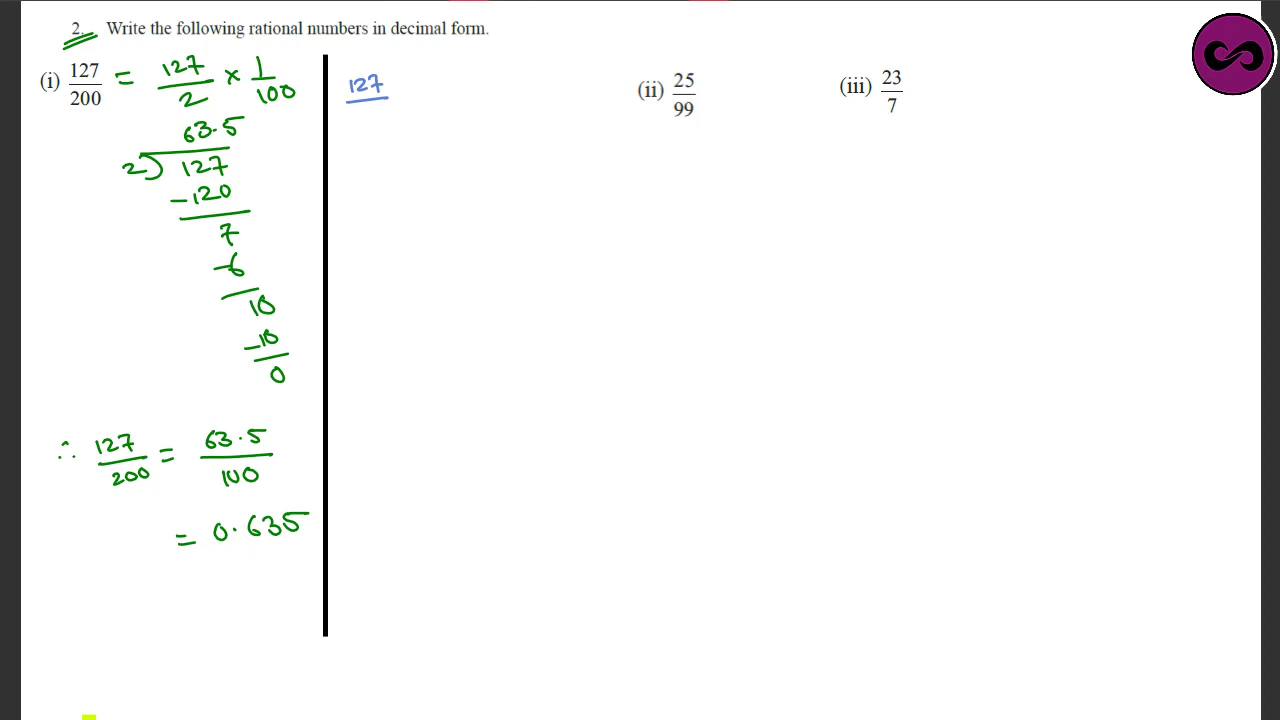 2. Write the following rational numbers in decimal form.
(i) 127/200 = 127/2 × 1/100
63.5
2) 127
-120
7
-6
10
-10
0
∴ 127/200 = 63.5/100
= 0.635
127
(ii) 25/99
(iii) 23/7